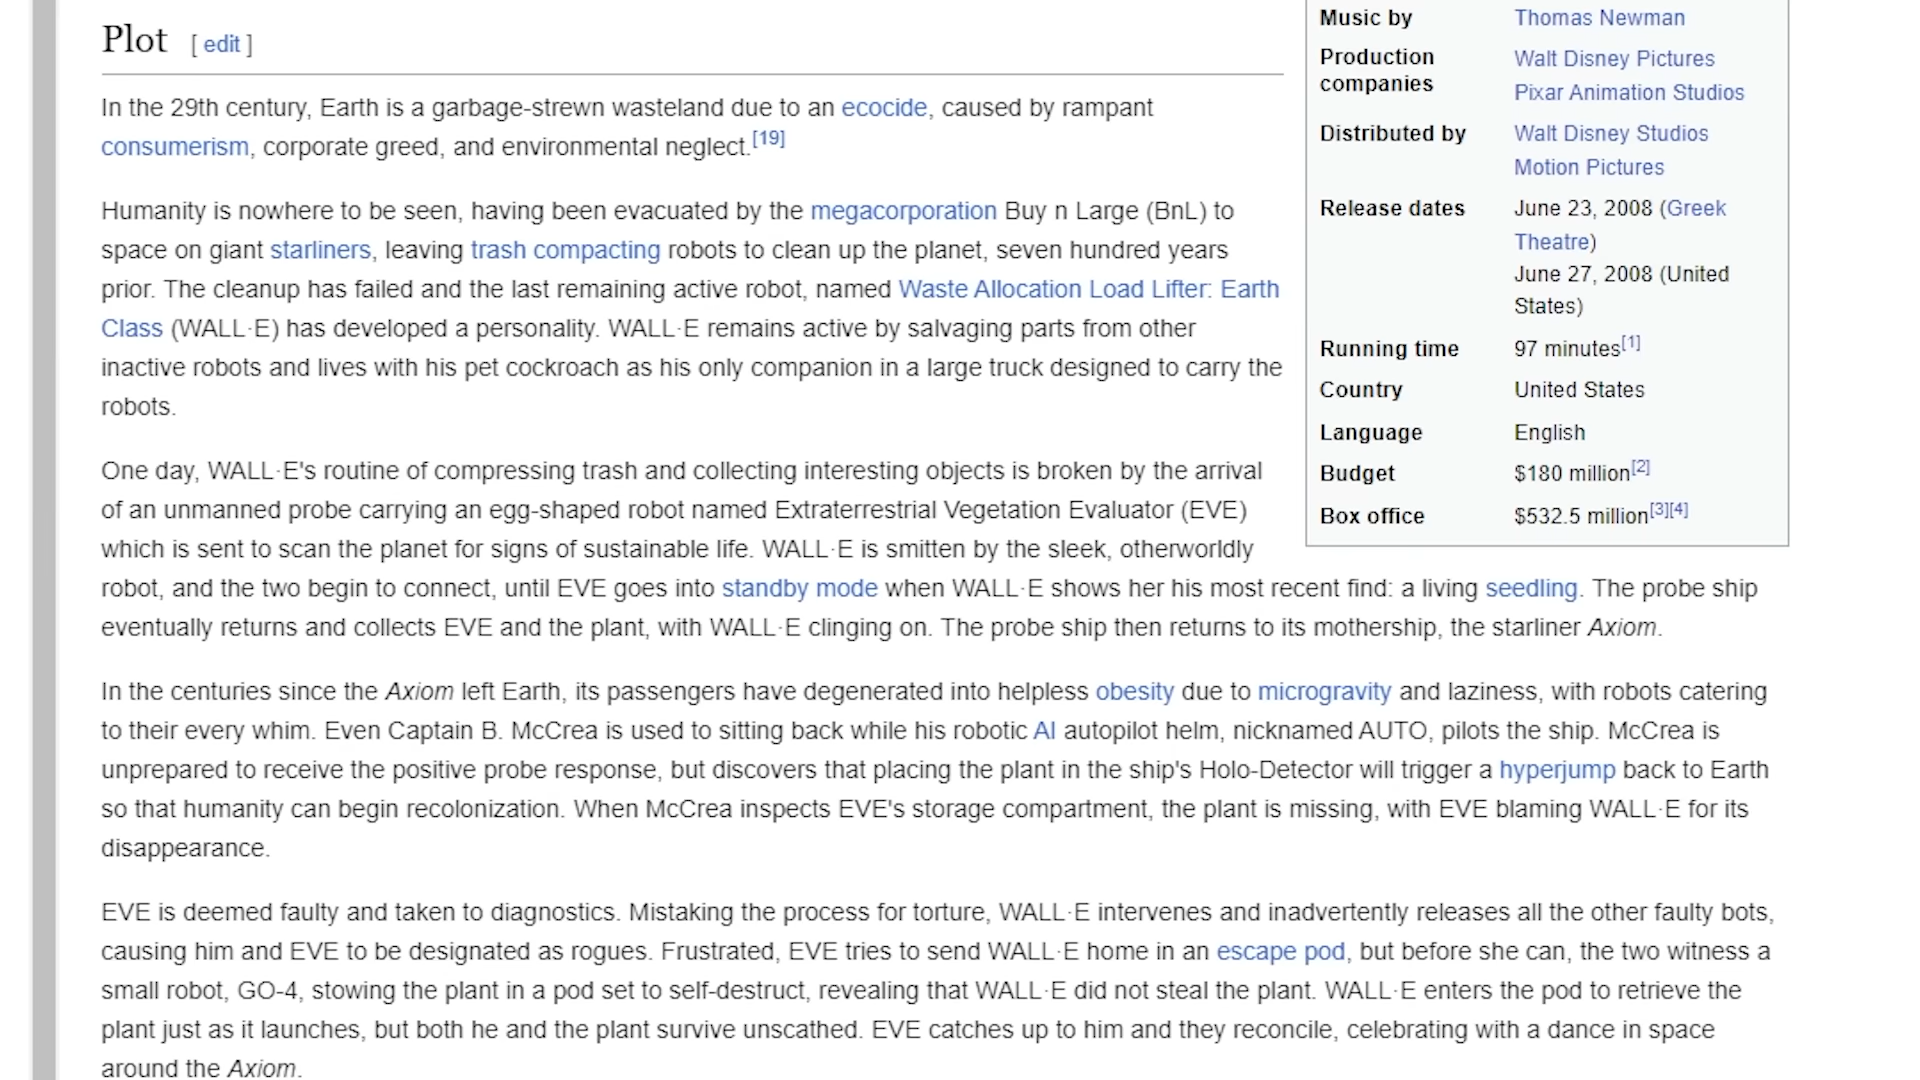 Plot [ edit ]
In the 29th century, Earth is a garbage-strewn wasteland due to an ecocide, caused by rampant
consumerism, corporate greed, and environmental neglect.[19]
Humanity is nowhere to be seen, having been evacuated by the megacorporation Buy n Large (BnL) to
space on giant starliners, leaving trash compacting robots to clean up the planet, seven hundred years
prior. The cleanup has failed and the last remaining active robot, named Waste Allocation Load Lifter: Earth
Class (WALL·E) has developed a personality. WALL·E remains active by salvaging parts from other
inactive robots and lives with his pet cockroach as his only companion in a large truck designed to carry the
robots.
One day, WALL·E's routine of compressing trash and collecting interesting objects is broken by the arrival
of an unmanned probe carrying an egg-shaped robot named Extraterrestrial Vegetation Evaluator (EVE)
which is sent to scan the planet for signs of sustainable life. WALL·E is smitten by the sleek, otherworldly
robot, and the two begin to connect, until EVE goes into standby mode when WALL·E shows her his most recent find: a living seedling. The probe ship
eventually returns and collects EVE and the plant, with WALL·E clinging on. The probe ship then returns to its mothership, the starliner Axiom.
In the centuries since the Axiom left Earth, its passengers have degenerated into helpless obesity due to microgravity and laziness, with robots catering
to their every whim. Even Captain B. McCrea is used to sitting back while his robotic AI autopilot helm, nicknamed AUTO, pilots the ship. McCrea is
unprepared to receive the positive probe response, but discovers that placing the plant in the ship's Holo-Detector will trigger a hyperjump back to Earth
so that humanity can begin recolonization. When McCrea inspects EVE's storage compartment, the plant is missing, with EVE blaming WALL·E for its
disappearance.
EVE is deemed faulty and taken to diagnostics. Mistaking the process for torture, WALL·E intervenes and inadvertently releases all the other faulty bots,
causing him and EVE to be designated as rogues. Frustrated, EVE tries to send WALL·E home in an escape pod, but before she can, the two witness a
small robot, GO-4, stowing the plant in a pod set to self-destruct, revealing that WALL·E did not steal the plant. WALL·E enters the pod to retrieve the
plant just as it launches, but both he and the plant survive unscathed. EVE catches up to him and they reconcile, celebrating with a dance in space
around the Axiom.
Music by Thomas Newman
Production Walt Disney Pictures
companies Pixar Animation Studios
Distributed by Walt Disney Studios
Motion Pictures
Release dates June 23, 2008 (Greek
Theatre)
June 27, 2008 (United
States)
Running time 97 minutes[1]
Country United States
Language English
Budget $180 million[2]
Box office $532.5 million[3][4]